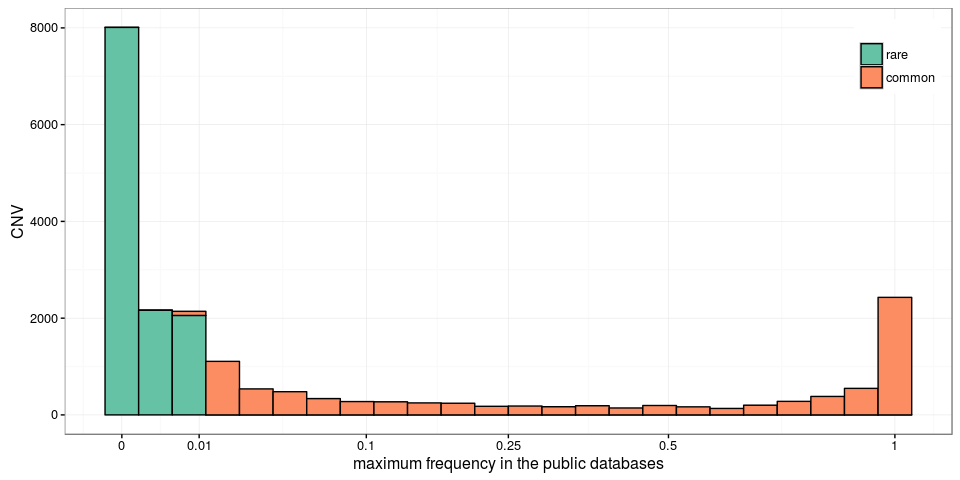 8000
6000
4000
2000
0
CNV
rare
common
0 0.01 0.1 0.25 0.5 1
maximum frequency in the public databases